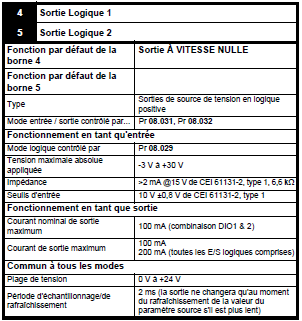 4 Sortie Logique 1
5 Sortie Logique 2
Fonction par défaut de la borne 4 Sortie À VITESSE NULLE
Fonction par défaut de la borne 5
Type Sorties de source de tension en logique positive
Mode entrée / sortie contrôlé par... Pr 08.031, Pr 08.032
Fonctionnement en tant qu'entrée
Mode logique contrôlé par Pr 08.029
Tension maximale absolue appliquée -3 V à +30 V
Impédance >2 mA @15 V de CEI 61131-2, type 1, 6,6 kΩ
Seuils d'entrée 10 V ±0,8 V de CEI 61131-2, type 1
Fonctionnement en tant que sortie
Courant nominal de sortie maximum 100 mA (combinaison DIO1 & 2)
Courant de sortie maximum 100 mA
200 mA (toutes les E/S logiques comprises)
Commun à tous les modes
Plage de tension 0 V à +24 V
Période d'échantillonnage/de rafraîchissement 2 ms (la sortie ne changera qu'au moment du rafraîchissement de la valeur du paramètre source s'il est plus lent)